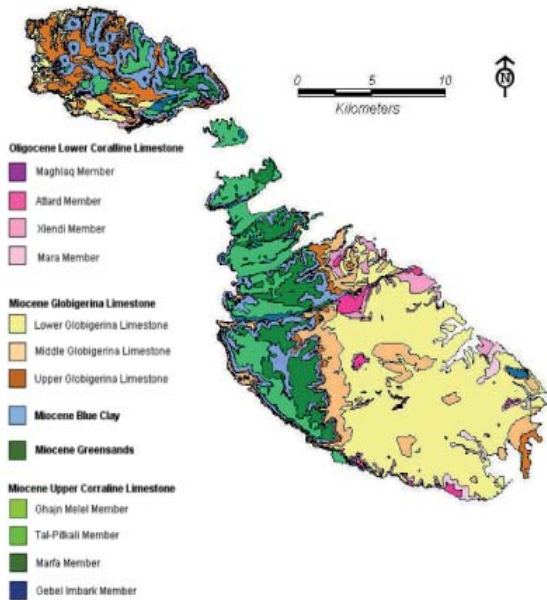 0 5 10
Kilometers
N
Oligocene Lower Coralline Limestone
Maghlaq Member
Attard Member
Xlendi Member
Mara Member
Miocene Globigerina Limestone
Lower Globigerina Limestone
Middle Globigerina Limestone
Upper Globigerina Limestone
Miocene Blue Clay
Miocene Greensands
Miocene Upper Corraline Limestone
Ghajn Melel Member
Tal-Pitkali Member
Marfa Member
Gebel Imbark Member